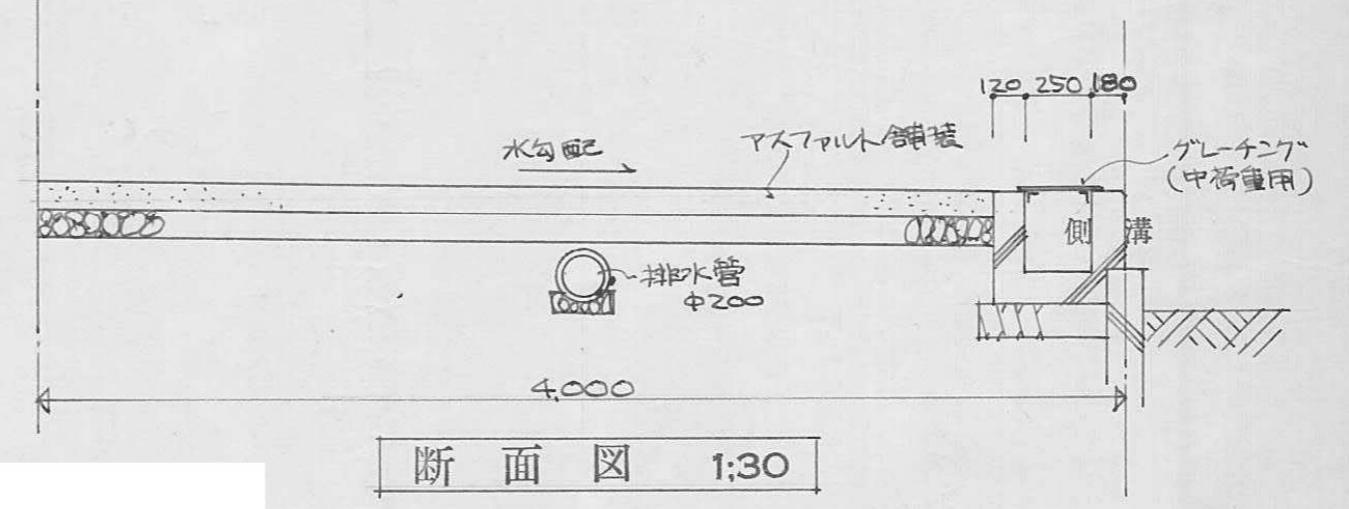 120 250 180
水勾配
アスファルト舗装
グレーチング
(中荷重用)
側溝
排水管
φ200
4,000
断面図 1:30